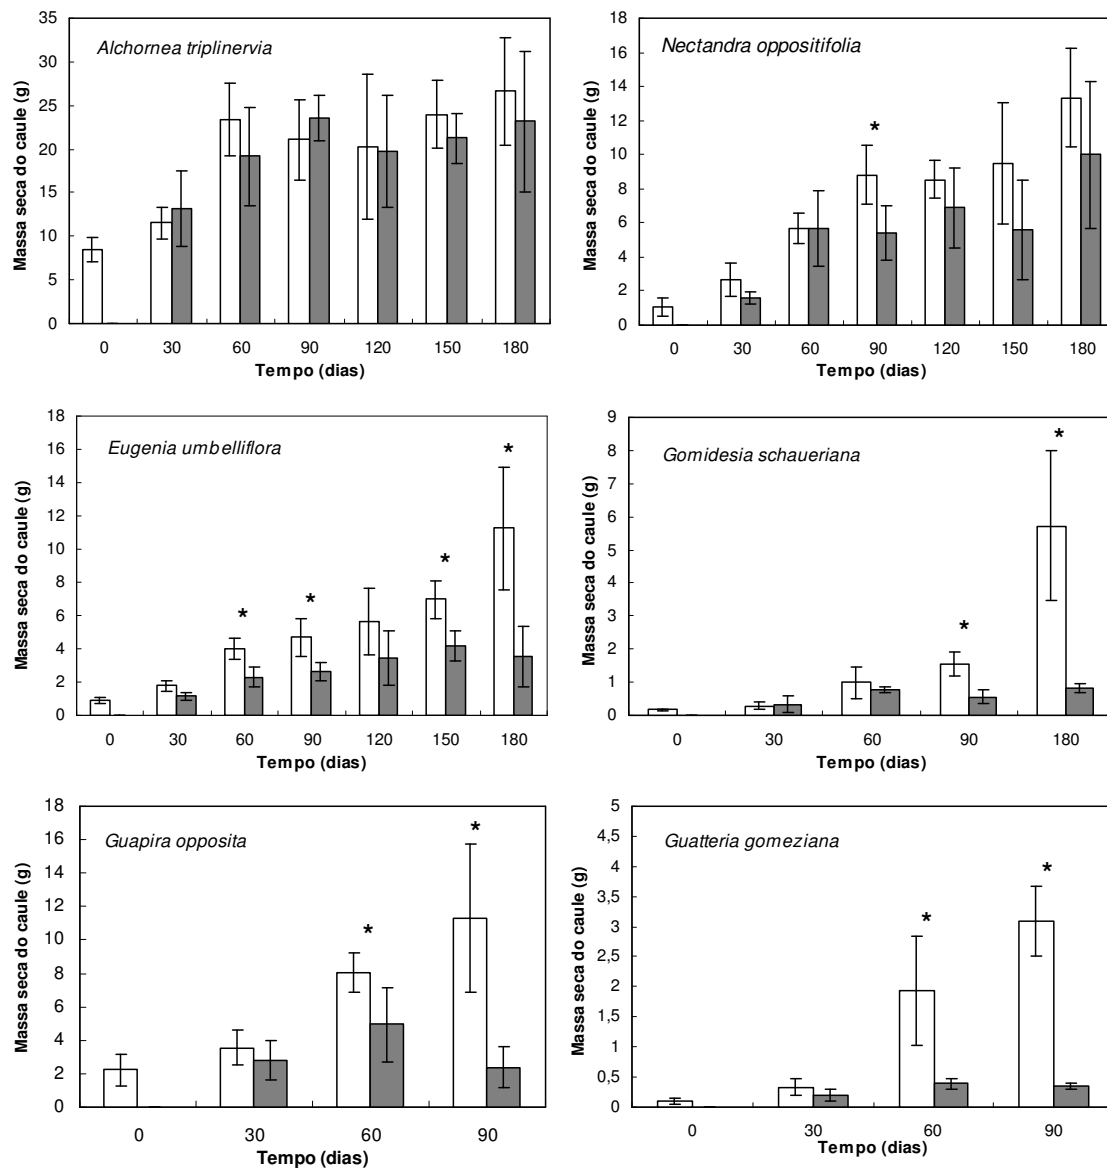 Alchornea triplinervia
Massa seca do caule (g)
35
30
25
20
15
10
5
0
0 30 60 90 120 150 180
Tempo (dias)
Nectandra oppositifolia
Massa seca do caule (g)
18
16
14
12
10
8
6
4
2
0
*
0 30 60 90 120 150 180
Tempo (dias)
Eugenia umbelliflora
Massa seca do caule (g)
18
16
14
12
10
8
6
4
2
0
* * * *
0 30 60 90 120 150 180
Tempo (dias)
Gomidesia schaueriana
Massa seca do caule (g)
9
8
7
6
5
4
3
2
1
0
* *
0 30 60 90 180
Tempo (dias)
Guapira opposita
Massa seca do caule (g)
18
16
14
12
10
8
6
4
2
0
* *
0 30 60 90
Tempo (dias)
Guatteria gomeziana
Massa seca do caule (g)
5
4,5
4
3,5
3
2,5
2
1,5
1
0,5
0
* *
0 30 60 90
Tempo (dias)